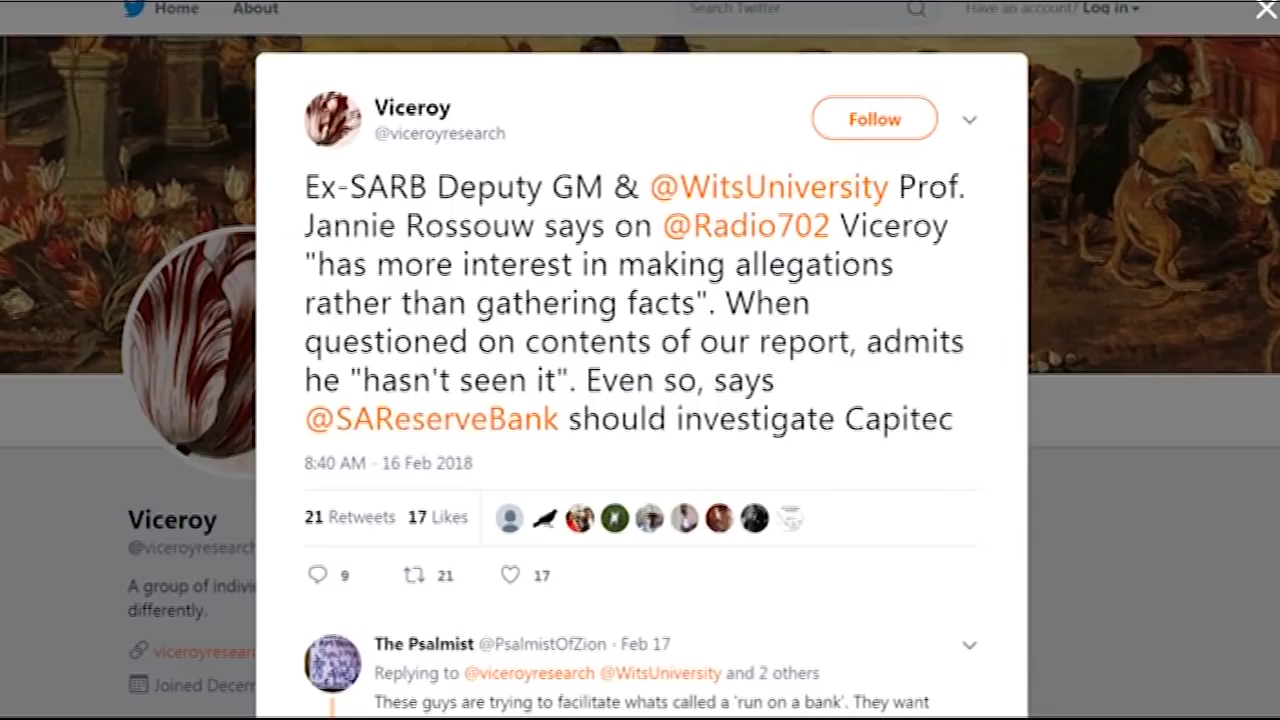 Home About Search Twitter Have an account? Log in
Viceroy
@viceroyresearch
Follow
Ex-SARB Deputy GM & @WitsUniversity Prof.
Jannie Rossouw says on @Radio702 Viceroy
"has more interest in making allegations
rather than gathering facts". When
questioned on contents of our report, admits
he "hasn't seen it". Even so, says
@SAReserveBank should investigate Capitec
8:40 AM - 16 Feb 2018
21 Retweets 17 Likes
9 21 17
Viceroy
@viceroyresearch
A group of indivi
differently.
viceroyresear
Joined Decem
The Psalmist @PsalmistOfZion · Feb 17
Replying to @viceroyresearch @WitsUniversity and 2 others
These guys are trying to facilitate whats called a 'run on a bank'. They want